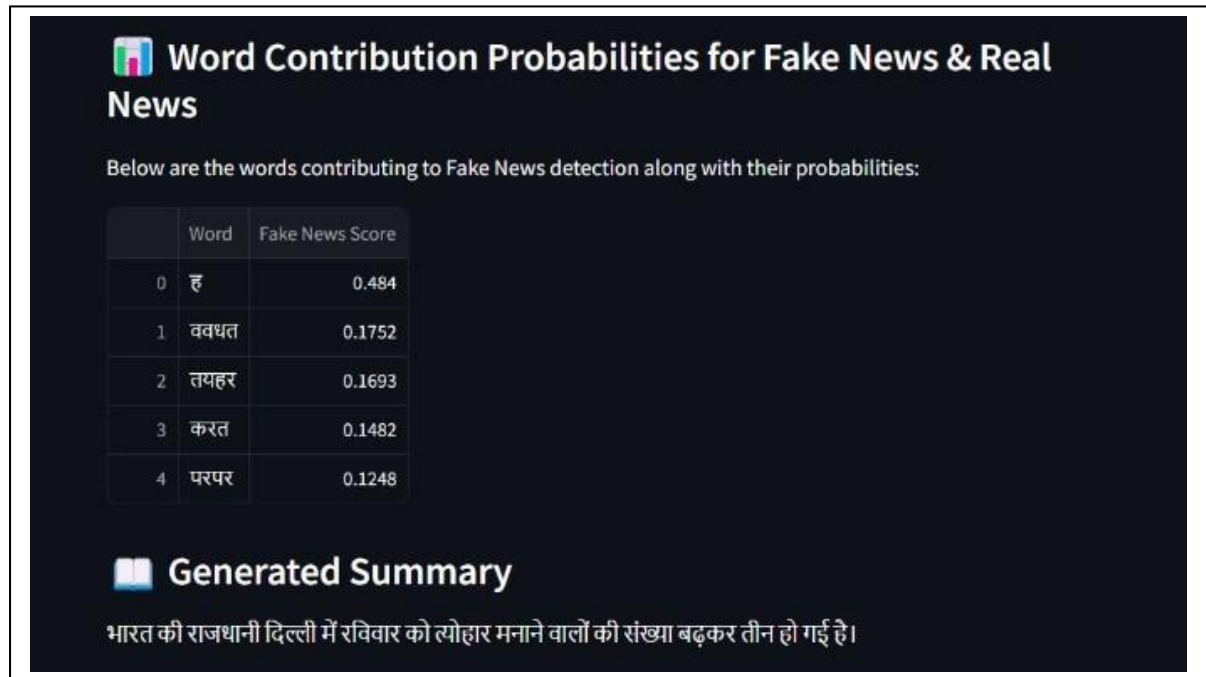 📊 Word Contribution Probabilities for Fake News & Real
News
Below are the words contributing to Fake News detection along with their probabilities:
Word Fake News Score
0 ह 0.484
1 ववधत 0.1752
2 तयहर 0.1693
3 करत 0.1482
4 परपर 0.1248
📖 Generated Summary
भारत की राजधानी दिल्ली में रविवार को त्योहार मनाने वालों की संख्या बढ़कर तीन हो गई है।